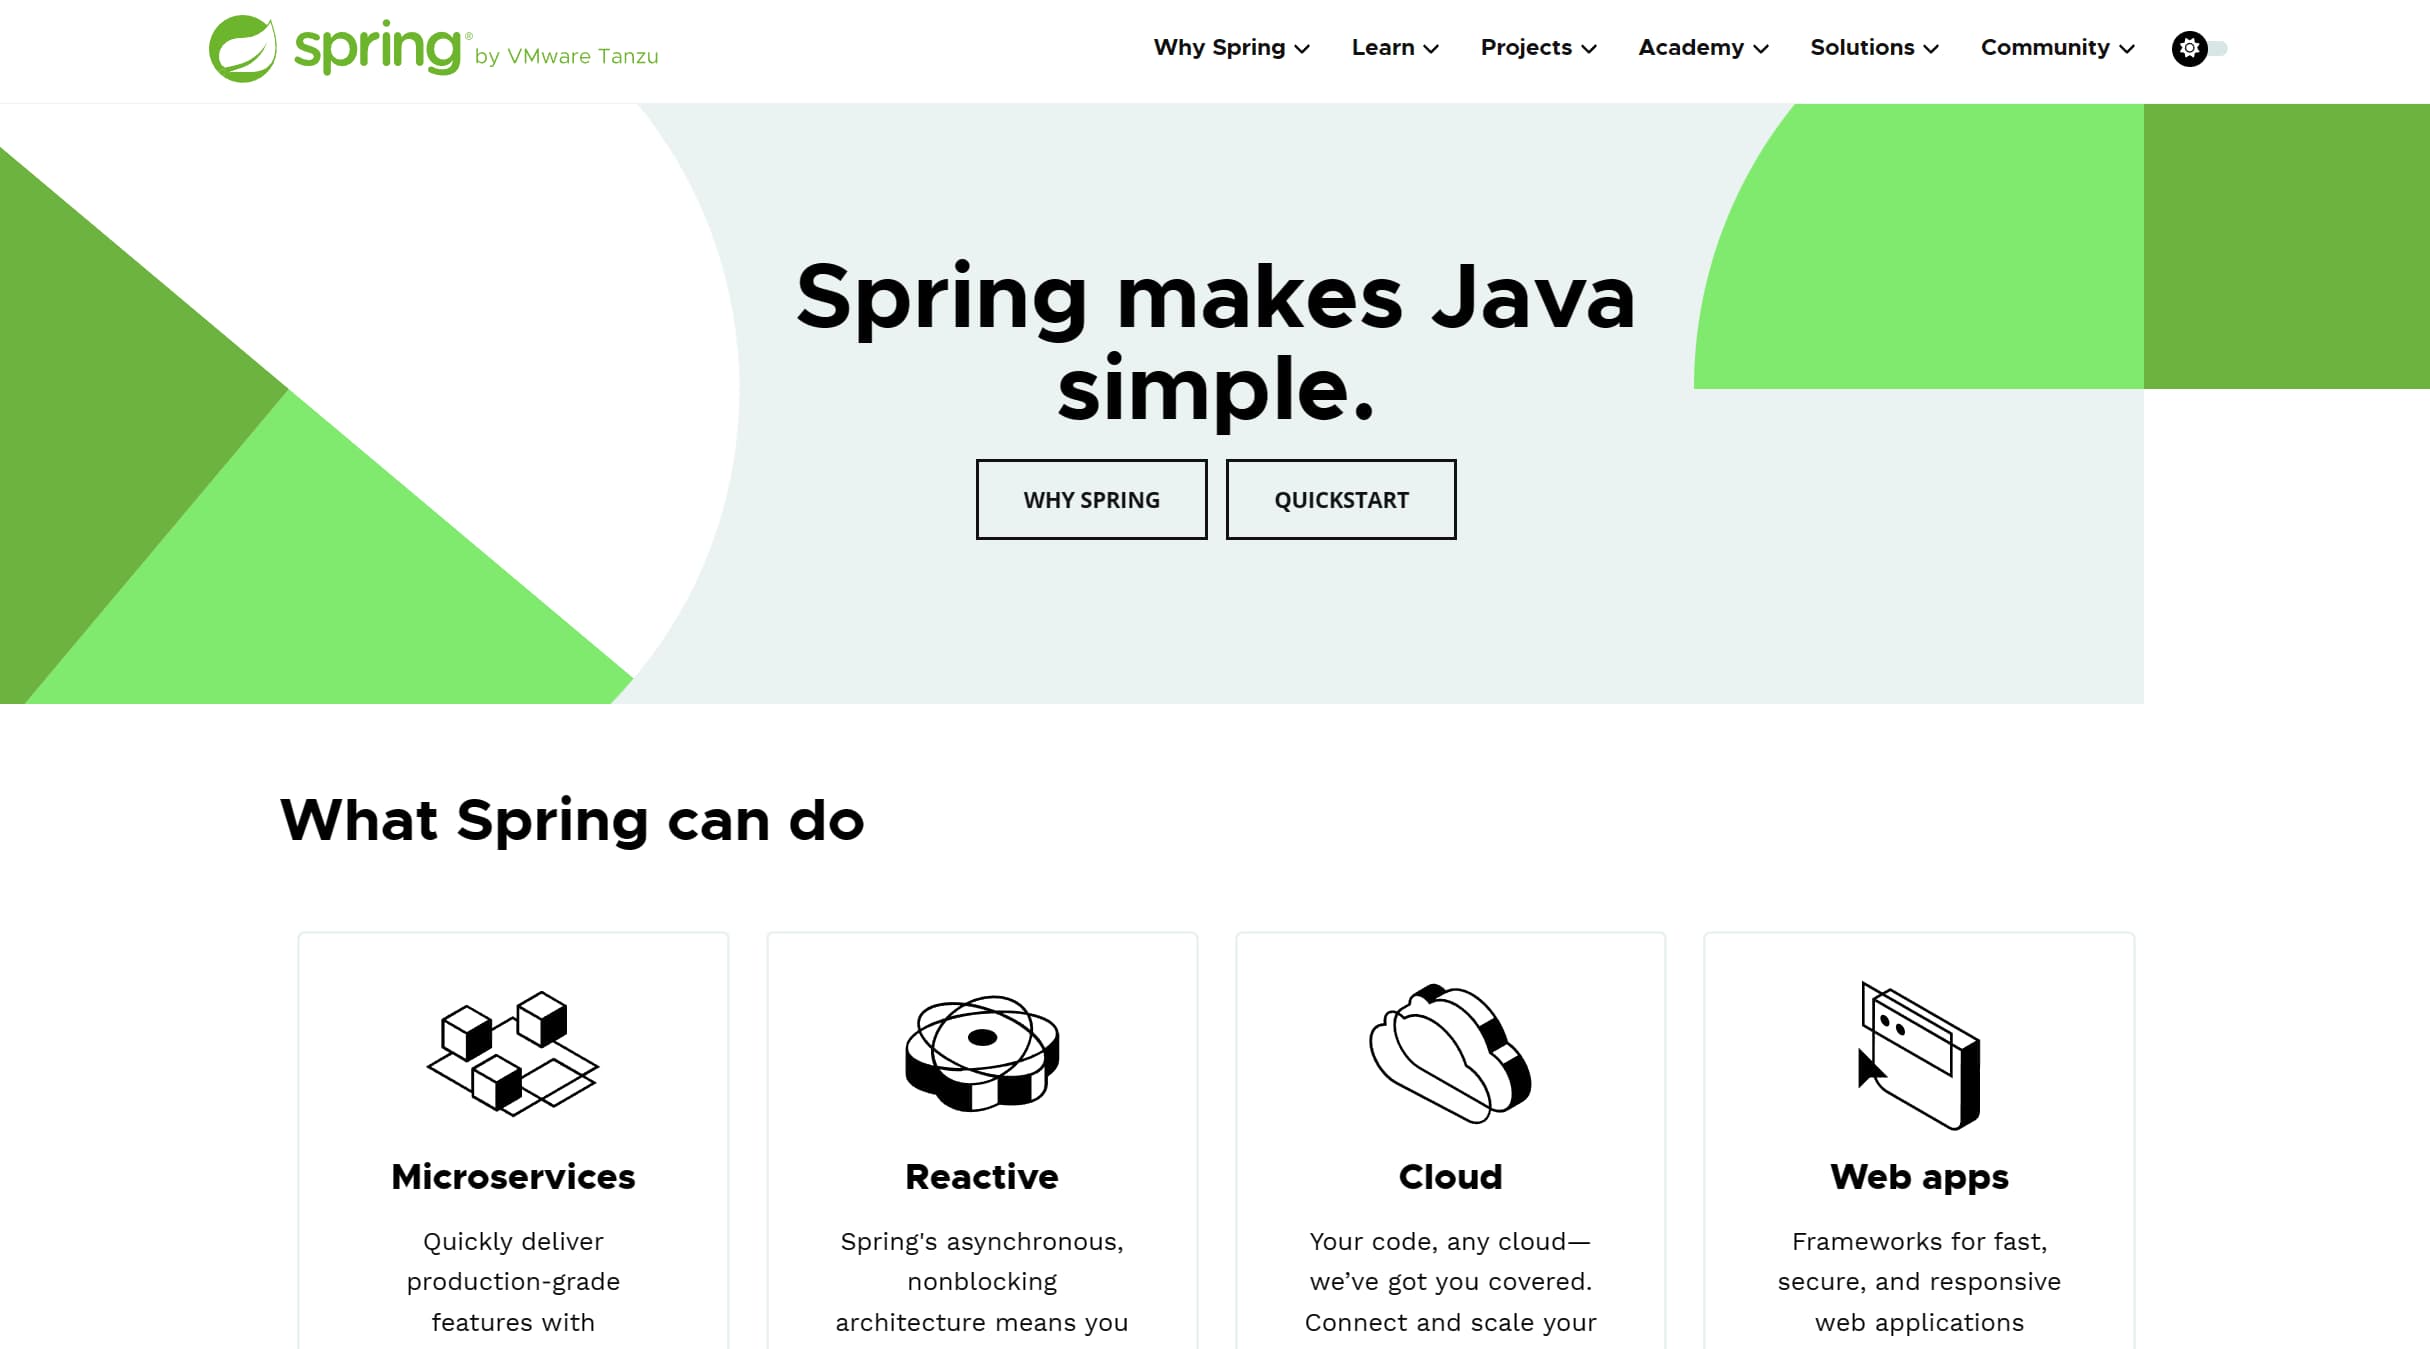 spring® by VMware Tanzu
Why Spring Learn Projects Academy Solutions Community
Spring makes Java
simple.
WHY SPRING QUICKSTART
What Spring can do
Microservices
Quickly deliver
production-grade
features with
Reactive
Spring's asynchronous,
nonblocking
architecture means you
Cloud
Your code, any cloud—
we’ve got you covered.
Connect and scale your
Web apps
Frameworks for fast,
secure, and responsive
web applications